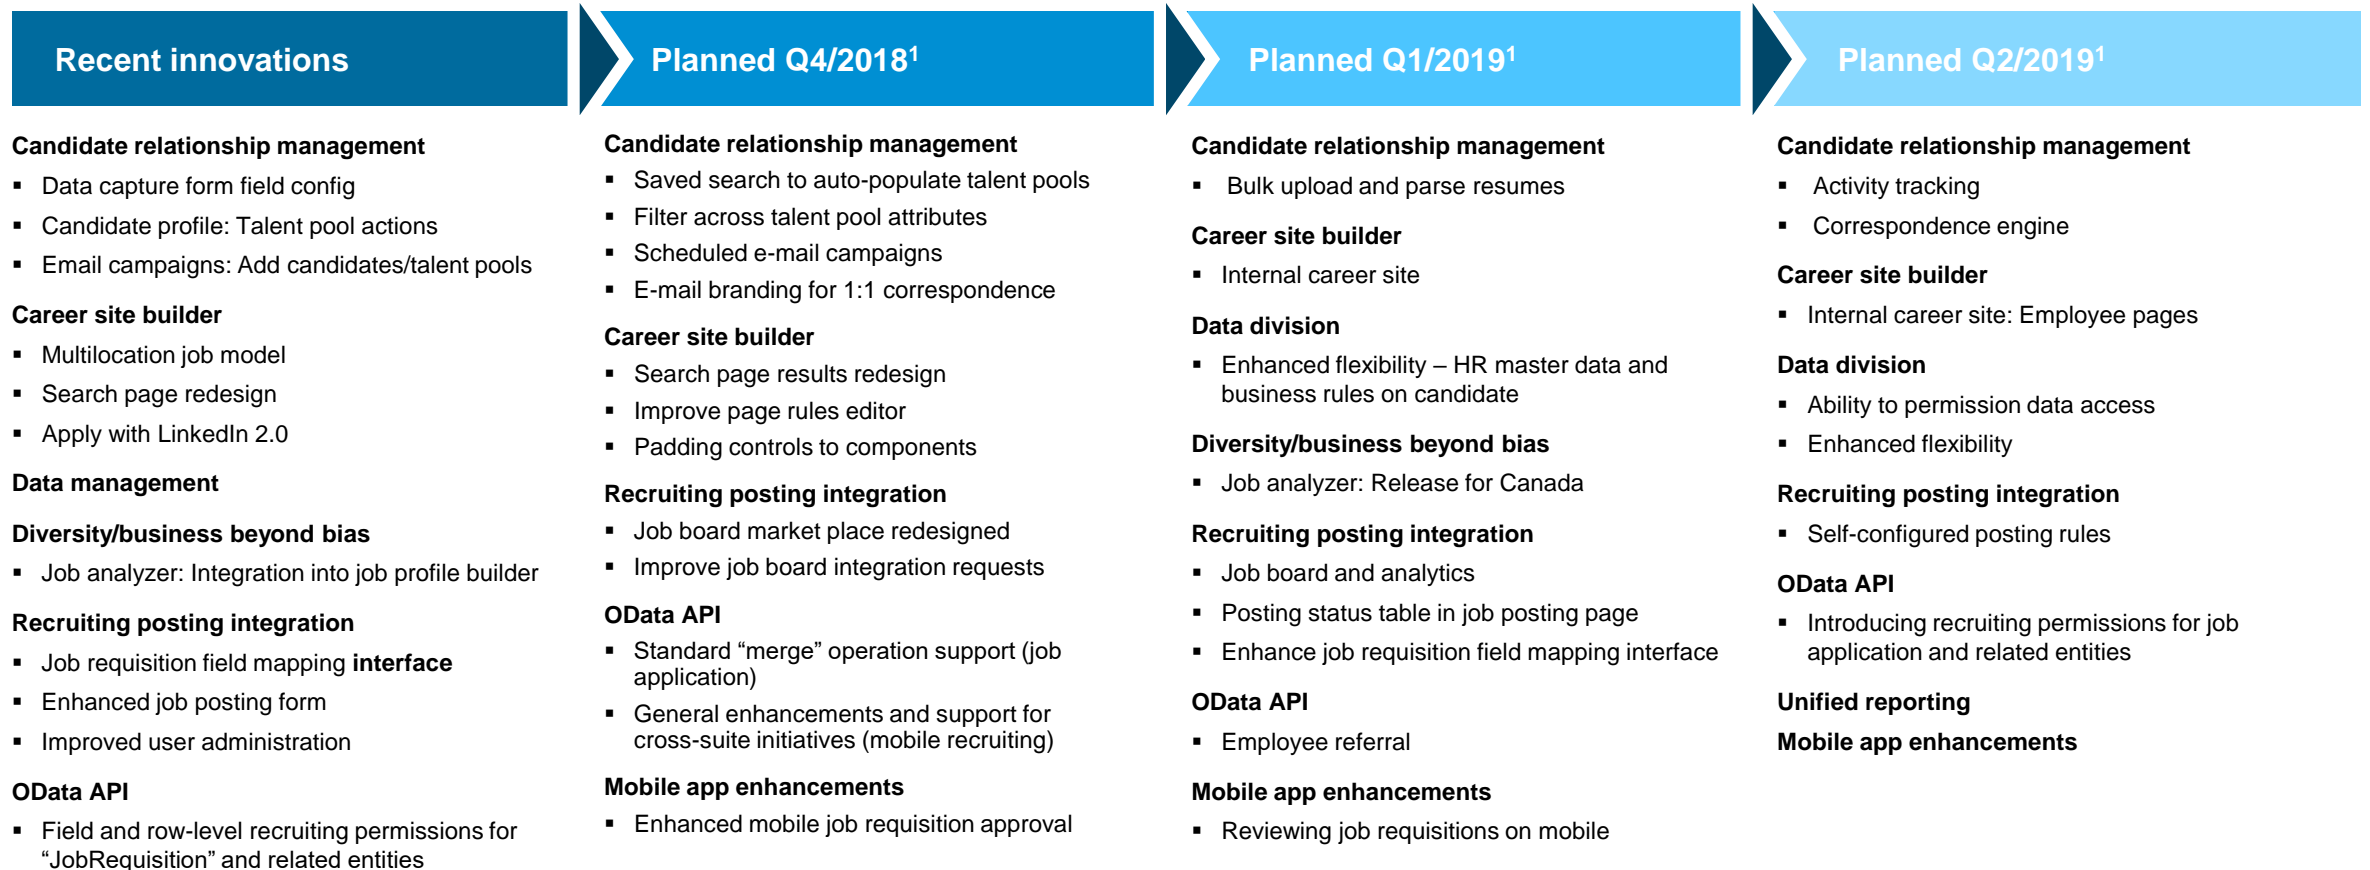 Recent innovations
Candidate relationship management
▪ Data capture form field config
▪ Candidate profile: Talent pool actions
▪ Email campaigns: Add candidates/talent pools
Career site builder
▪ Multilocation job model
▪ Search page redesign
▪ Apply with LinkedIn 2.0
Data management
Diversity/business beyond bias
▪ Job analyzer: Integration into job profile builder
Recruiting posting integration
▪ Job requisition field mapping interface
▪ Enhanced job posting form
▪ Improved user administration
OData API
▪ Field and row-level recruiting permissions for
“JobRequisition” and related entities
Planned Q4/2018¹
Candidate relationship management
▪ Saved search to auto-populate talent pools
▪ Filter across talent pool attributes
▪ Scheduled e-mail campaigns
▪ E-mail branding for 1:1 correspondence
Career site builder
▪ Search page results redesign
▪ Improve page rules editor
▪ Padding controls to components
Recruiting posting integration
▪ Job board market place redesigned
▪ Improve job board integration requests
OData API
▪ Standard “merge” operation support (job
application)
▪ General enhancements and support for
cross-suite initiatives (mobile recruiting)
Mobile app enhancements
▪ Enhanced mobile job requisition approval
Planned Q1/2019¹
Candidate relationship management
▪ Bulk upload and parse resumes
Career site builder
▪ Internal career site
Data division
▪ Enhanced flexibility – HR master data and
business rules on candidate
Diversity/business beyond bias
▪ Job analyzer: Release for Canada
Recruiting posting integration
▪ Job board and analytics
▪ Posting status table in job posting page
▪ Enhance job requisition field mapping interface
OData API
▪ Employee referral
Mobile app enhancements
▪ Reviewing job requisitions on mobile
Planned Q2/2019¹
Candidate relationship management
▪ Activity tracking
▪ Correspondence engine
Career site builder
▪ Internal career site: Employee pages
Data division
▪ Ability to permission data access
▪ Enhanced flexibility
Recruiting posting integration
▪ Self-configured posting rules
OData API
▪ Introducing recruiting permissions for job
application and related entities
Unified reporting
Mobile app enhancements